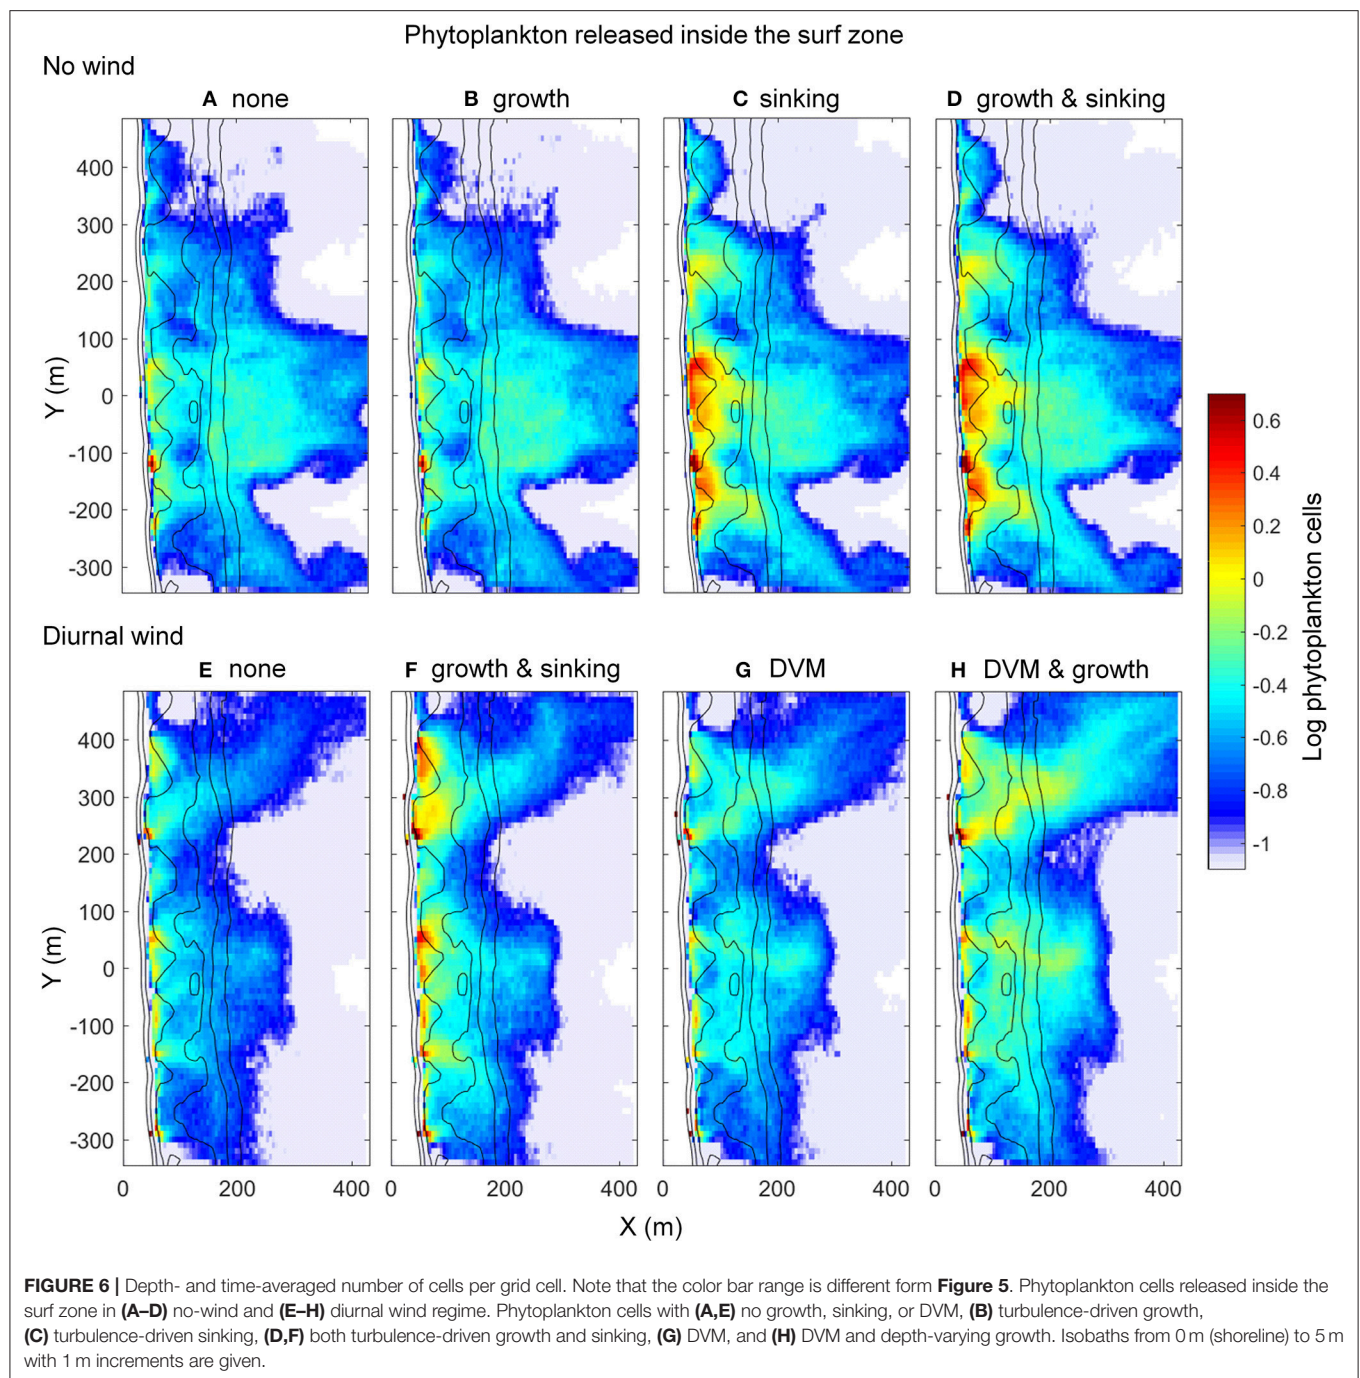 Phytoplankton released inside the surf zone
No wind
A none
B growth
C sinking
D growth & sinking
Y (m)
400
300
200
100
0
-100
-200
-300
Diurnal wind
E none
F growth & sinking
G DVM
H DVM & growth
Y (m)
400
300
200
100
0
-100
-200
-300
0 200 400
0 200 400
0 200 400
0 200 400
X (m)
0.6
0.4
0.2
0
-0.2
-0.4
-0.6
-0.8
-1
Log phytoplankton cells
FIGURE 6 | Depth- and time-averaged number of cells per grid cell. Note that the color bar range is different form Figure 5. Phytoplankton cells released inside the
surf zone in (A–D) no-wind and (E–H) diurnal wind regime. Phytoplankton cells with (A,E) no growth, sinking, or DVM, (B) turbulence-driven growth,
(C) turbulence-driven sinking, (D,F) both turbulence-driven growth and sinking, (G) DVM, and (H) DVM and depth-varying growth. Isobaths from 0 m (shoreline) to 5 m
with 1 m increments are given.